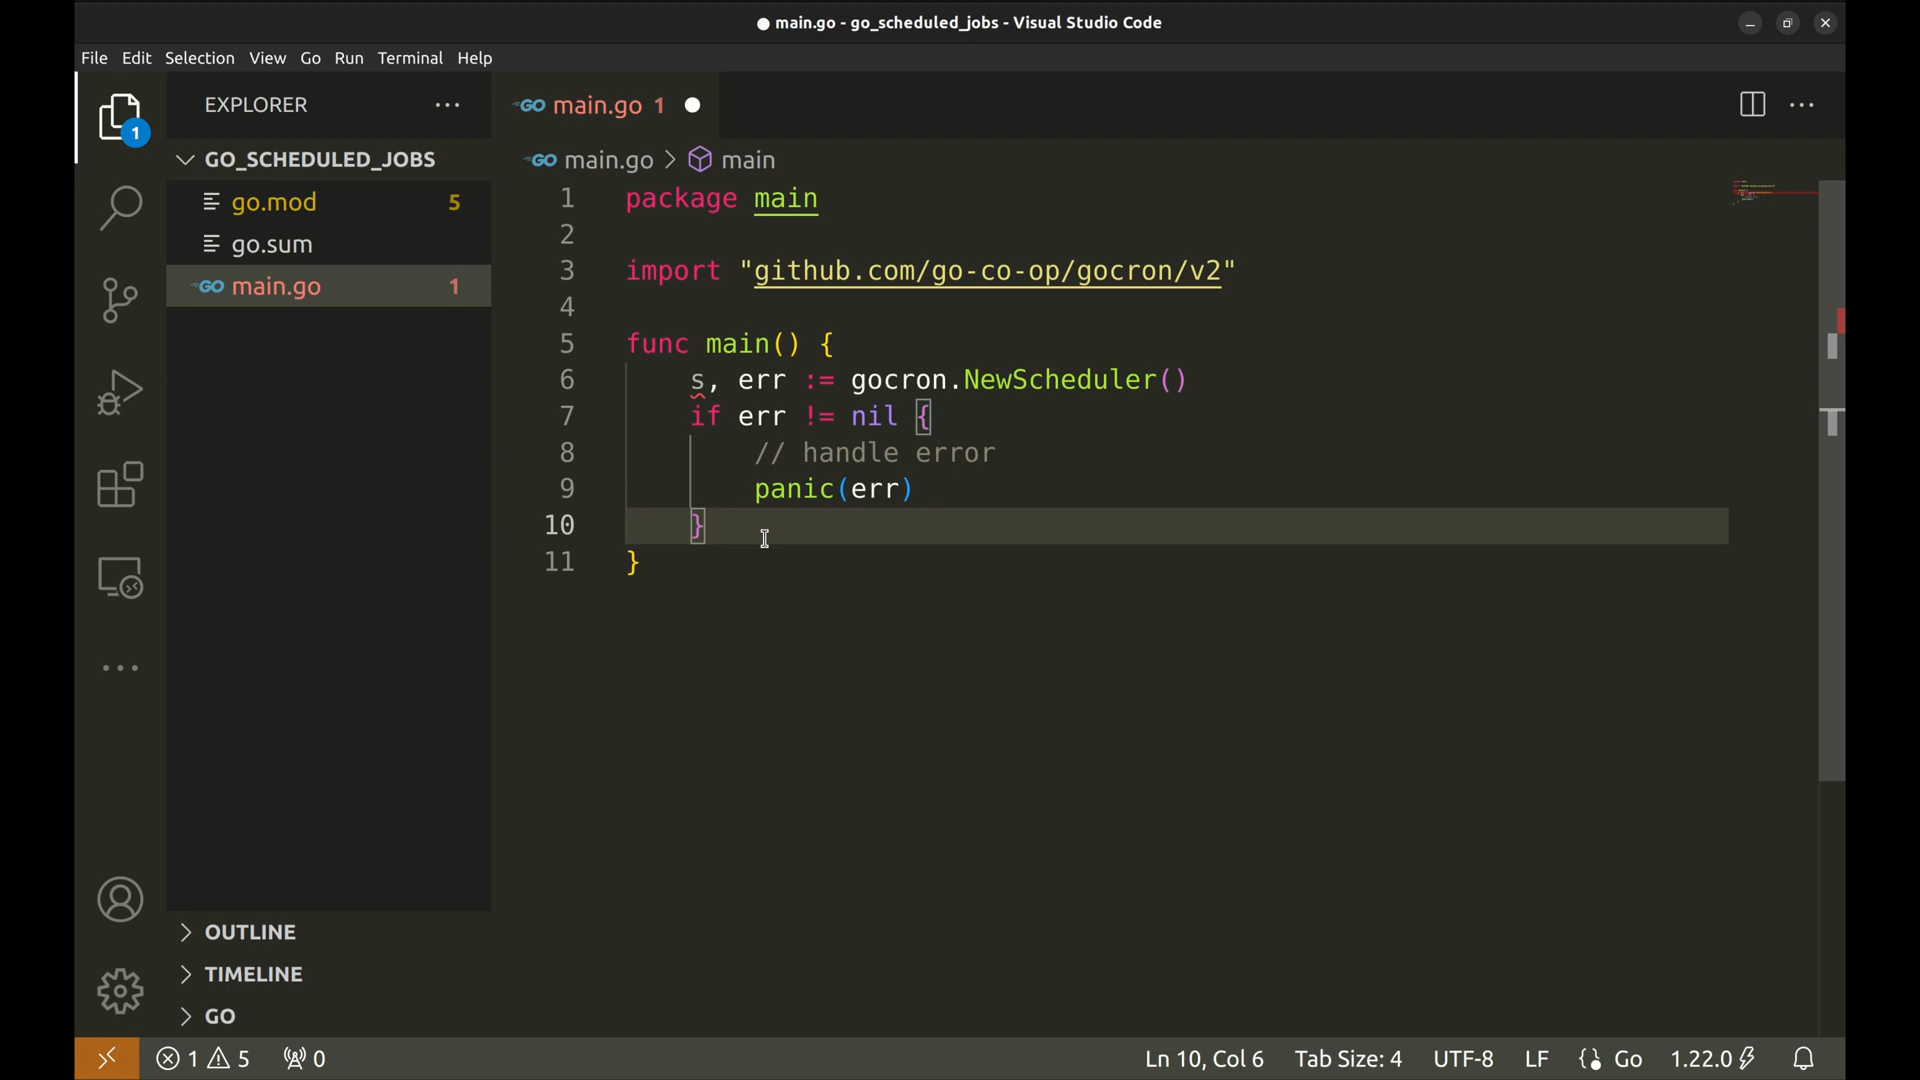 main.go - go_scheduled_jobs - Visual Studio Code
File Edit Selection View Go Run Terminal Help
1
EXPLORER
GO main.go 1
GO_SCHEDULED_JOBS
go.mod 5
go.sum
GO main.go 1
GO main.go > main
1 package main
2
3 import "github.com/go-co-op/gocron/v2"
4
5 func main() {
6 s, err := gocron.NewScheduler()
7 if err != nil {
8 // handle error
9 panic(err)
10 }
11 }
OUTLINE
TIMELINE
GO
1 5 0 Ln 10, Col 6 Tab Size: 4 UTF-8 LF Go 1.22.0